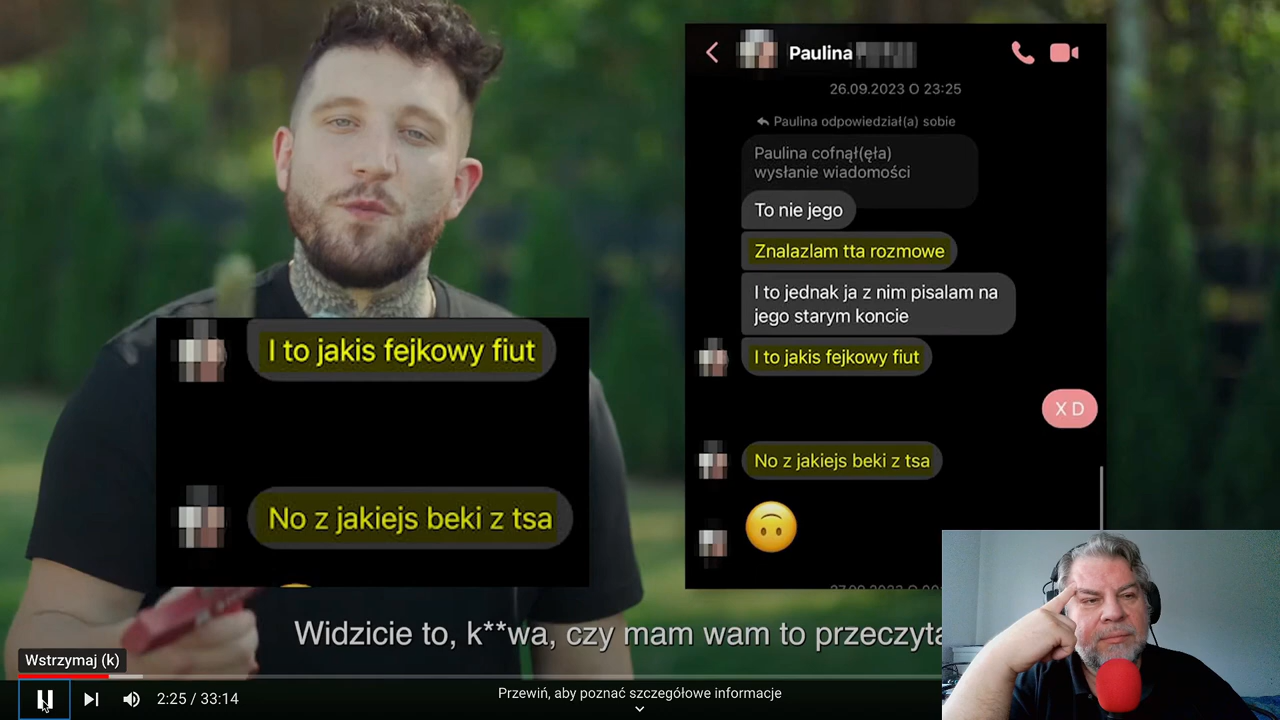 Paulina
26.09.2023 O 23:25
Paulina odpowiedział(a) sobie
Paulina cofnął(ęła)
wysłanie wiadomości
To nie jego
Znalazlam tta rozmowe
I to jednak ja z nim pisalam na
jego starym koncie
I to jakis fejkowy fiut
X D
No z jakiejs beki z tsa
I to jakis fejkowy fiut
No z jakiejs beki z tsa
Widzicie to, k**wa, czy mam wam to
Wstrzymaj (k)
2:25 / 33:14
Przewiń, aby poznać szczegółowe informacje